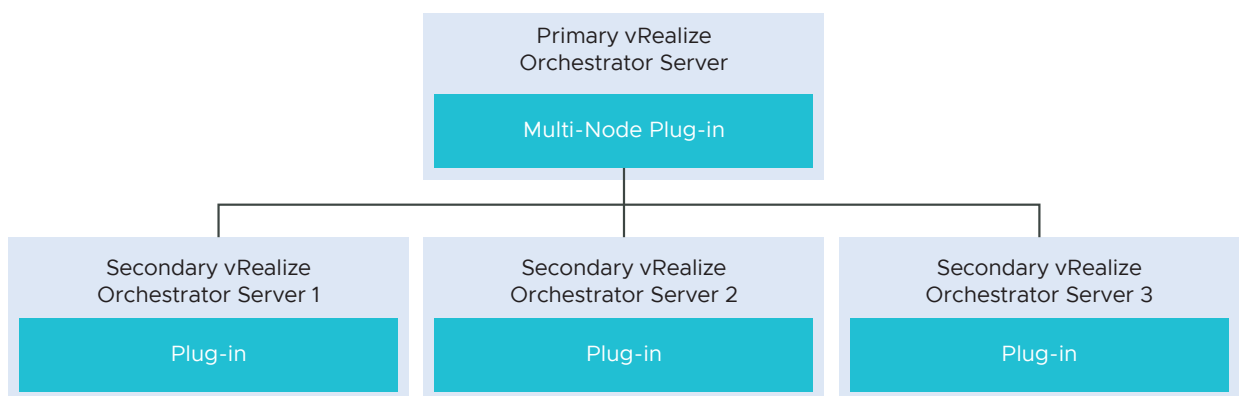 Primary vRealize
Orchestrator Server
Multi-Node Plug-in
Secondary vRealize
Orchestrator Server 1
Plug-in
Secondary vRealize
Orchestrator Server 2
Plug-in
Secondary vRealize
Orchestrator Server 3
Plug-in